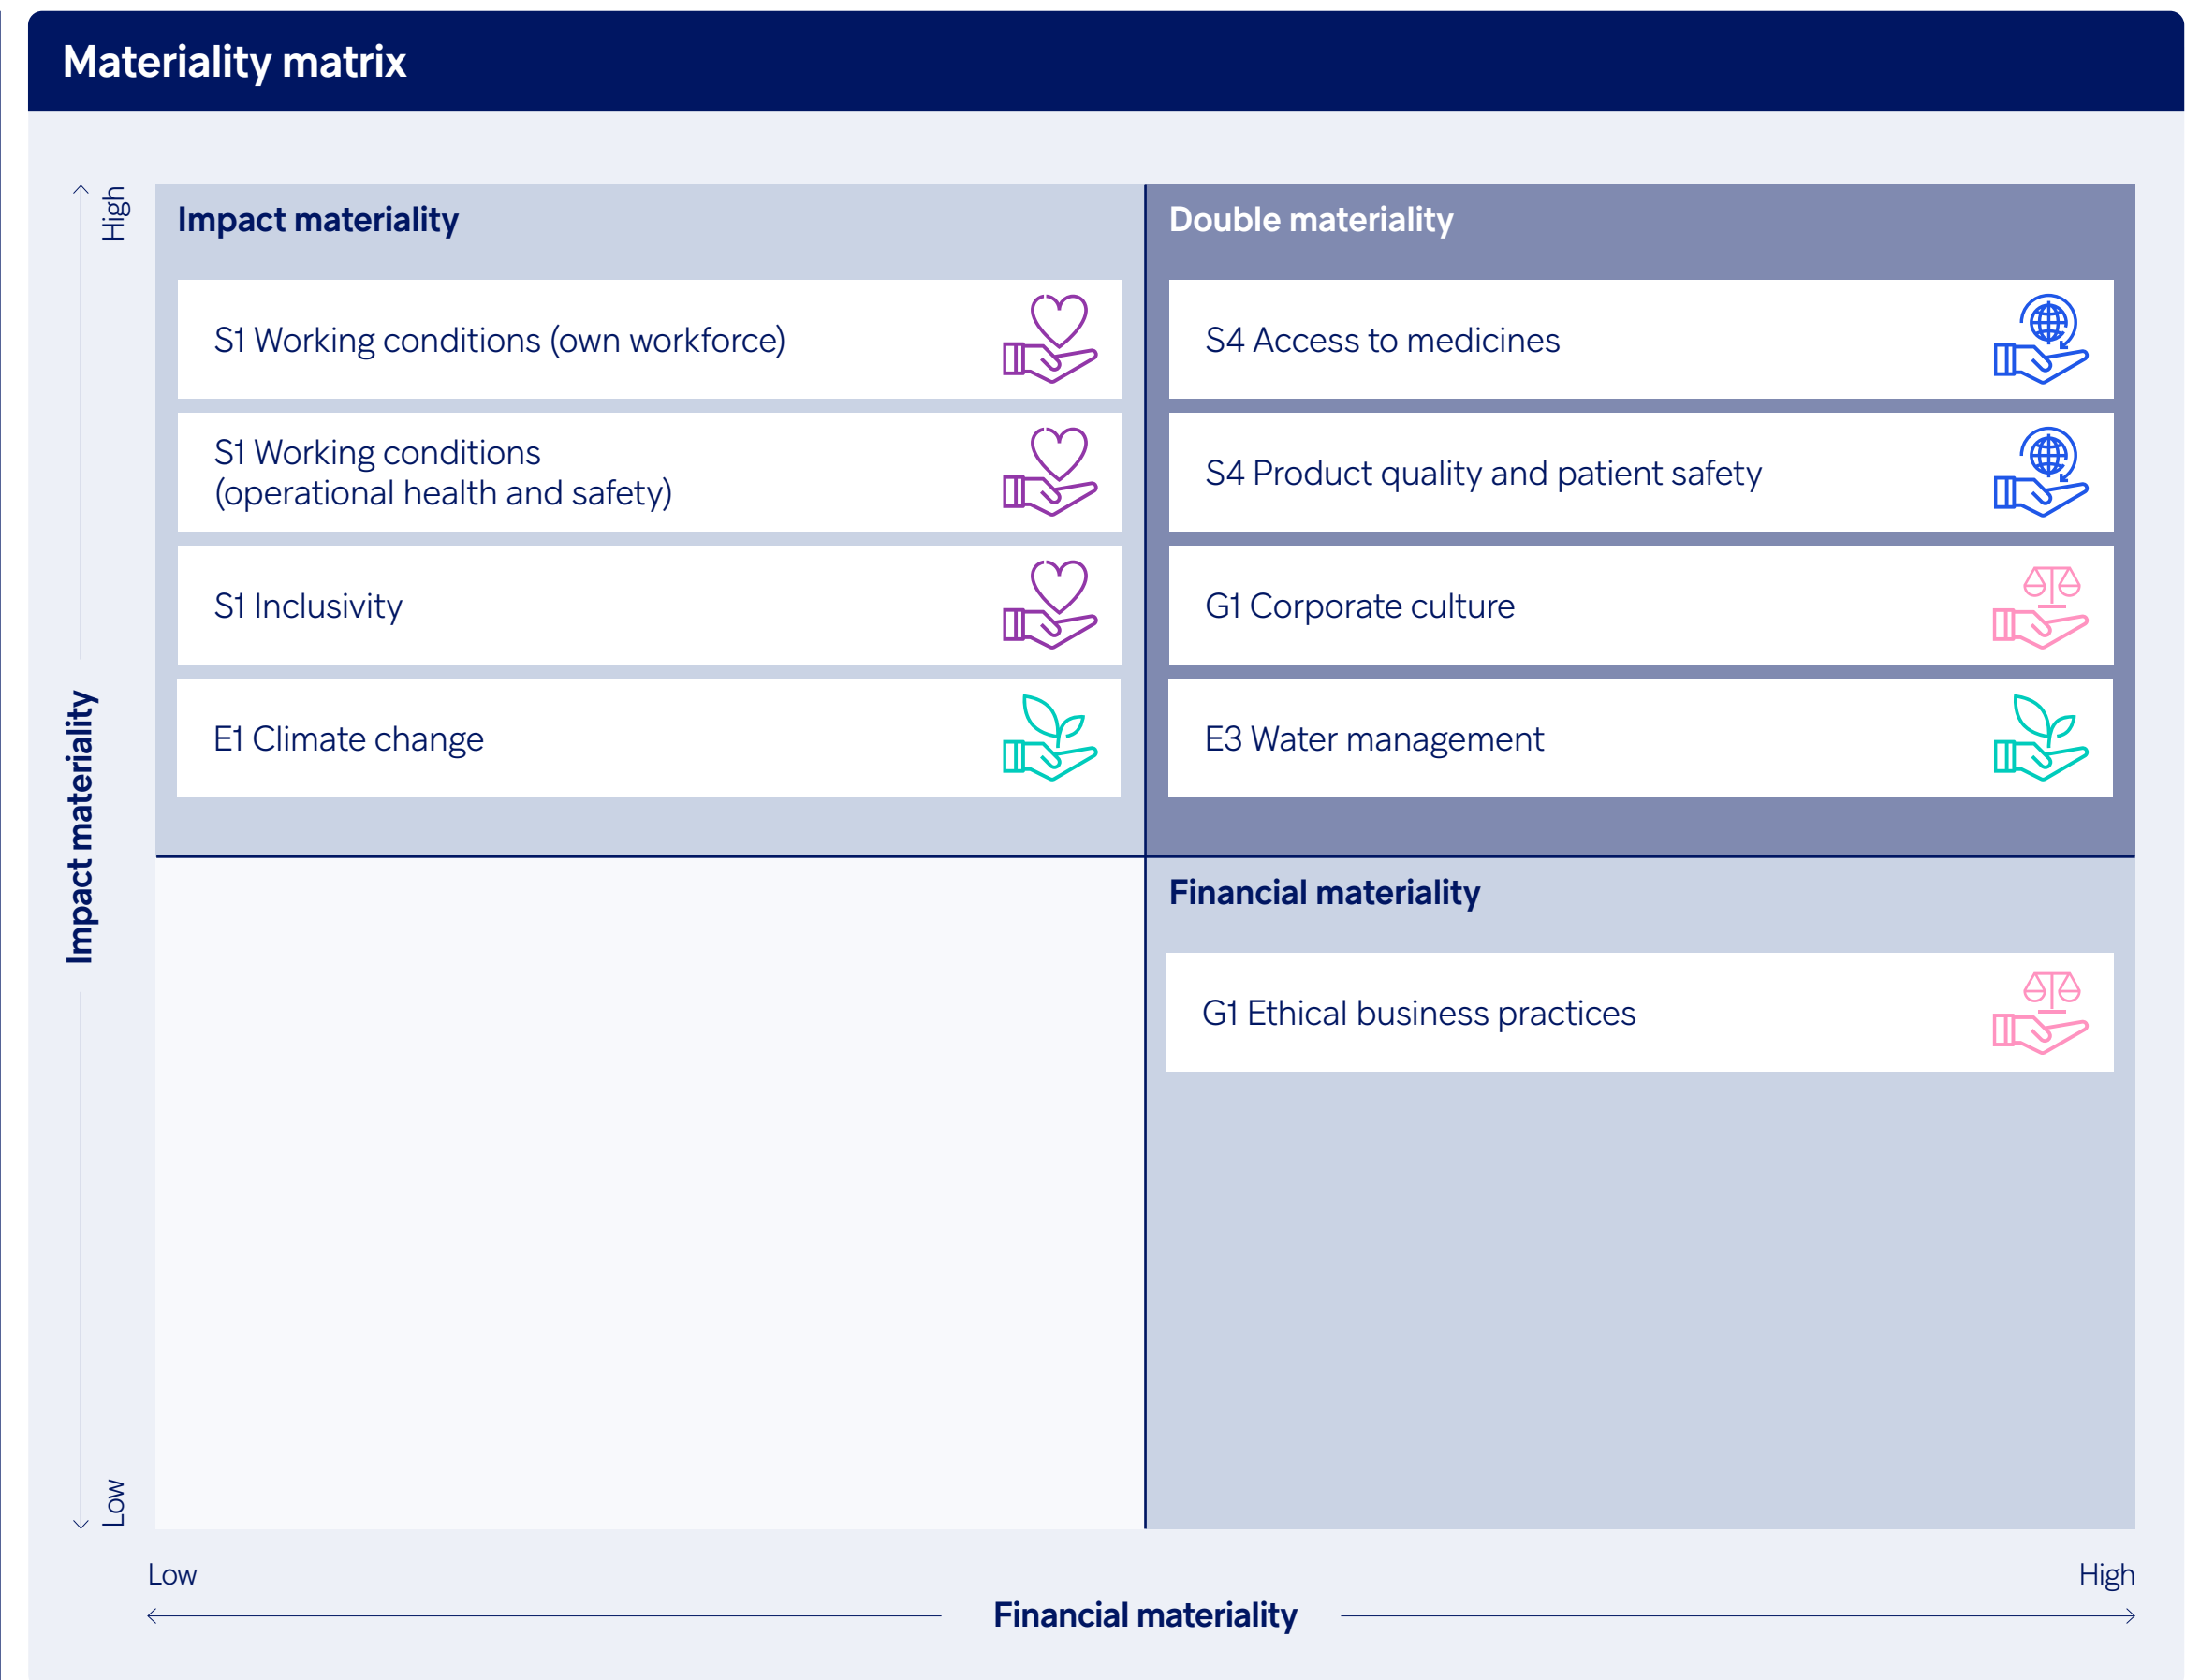 Materiality matrix
High
Impact materiality
Low
Impact materiality
S1 Working conditions (own workforce)
S1 Working conditions
(operational health and safety)
S1 Inclusivity
E1 Climate change
Double materiality
S4 Access to medicines
S4 Product quality and patient safety
G1 Corporate culture
E3 Water management
Financial materiality
G1 Ethical business practices
Low
Financial materiality
High